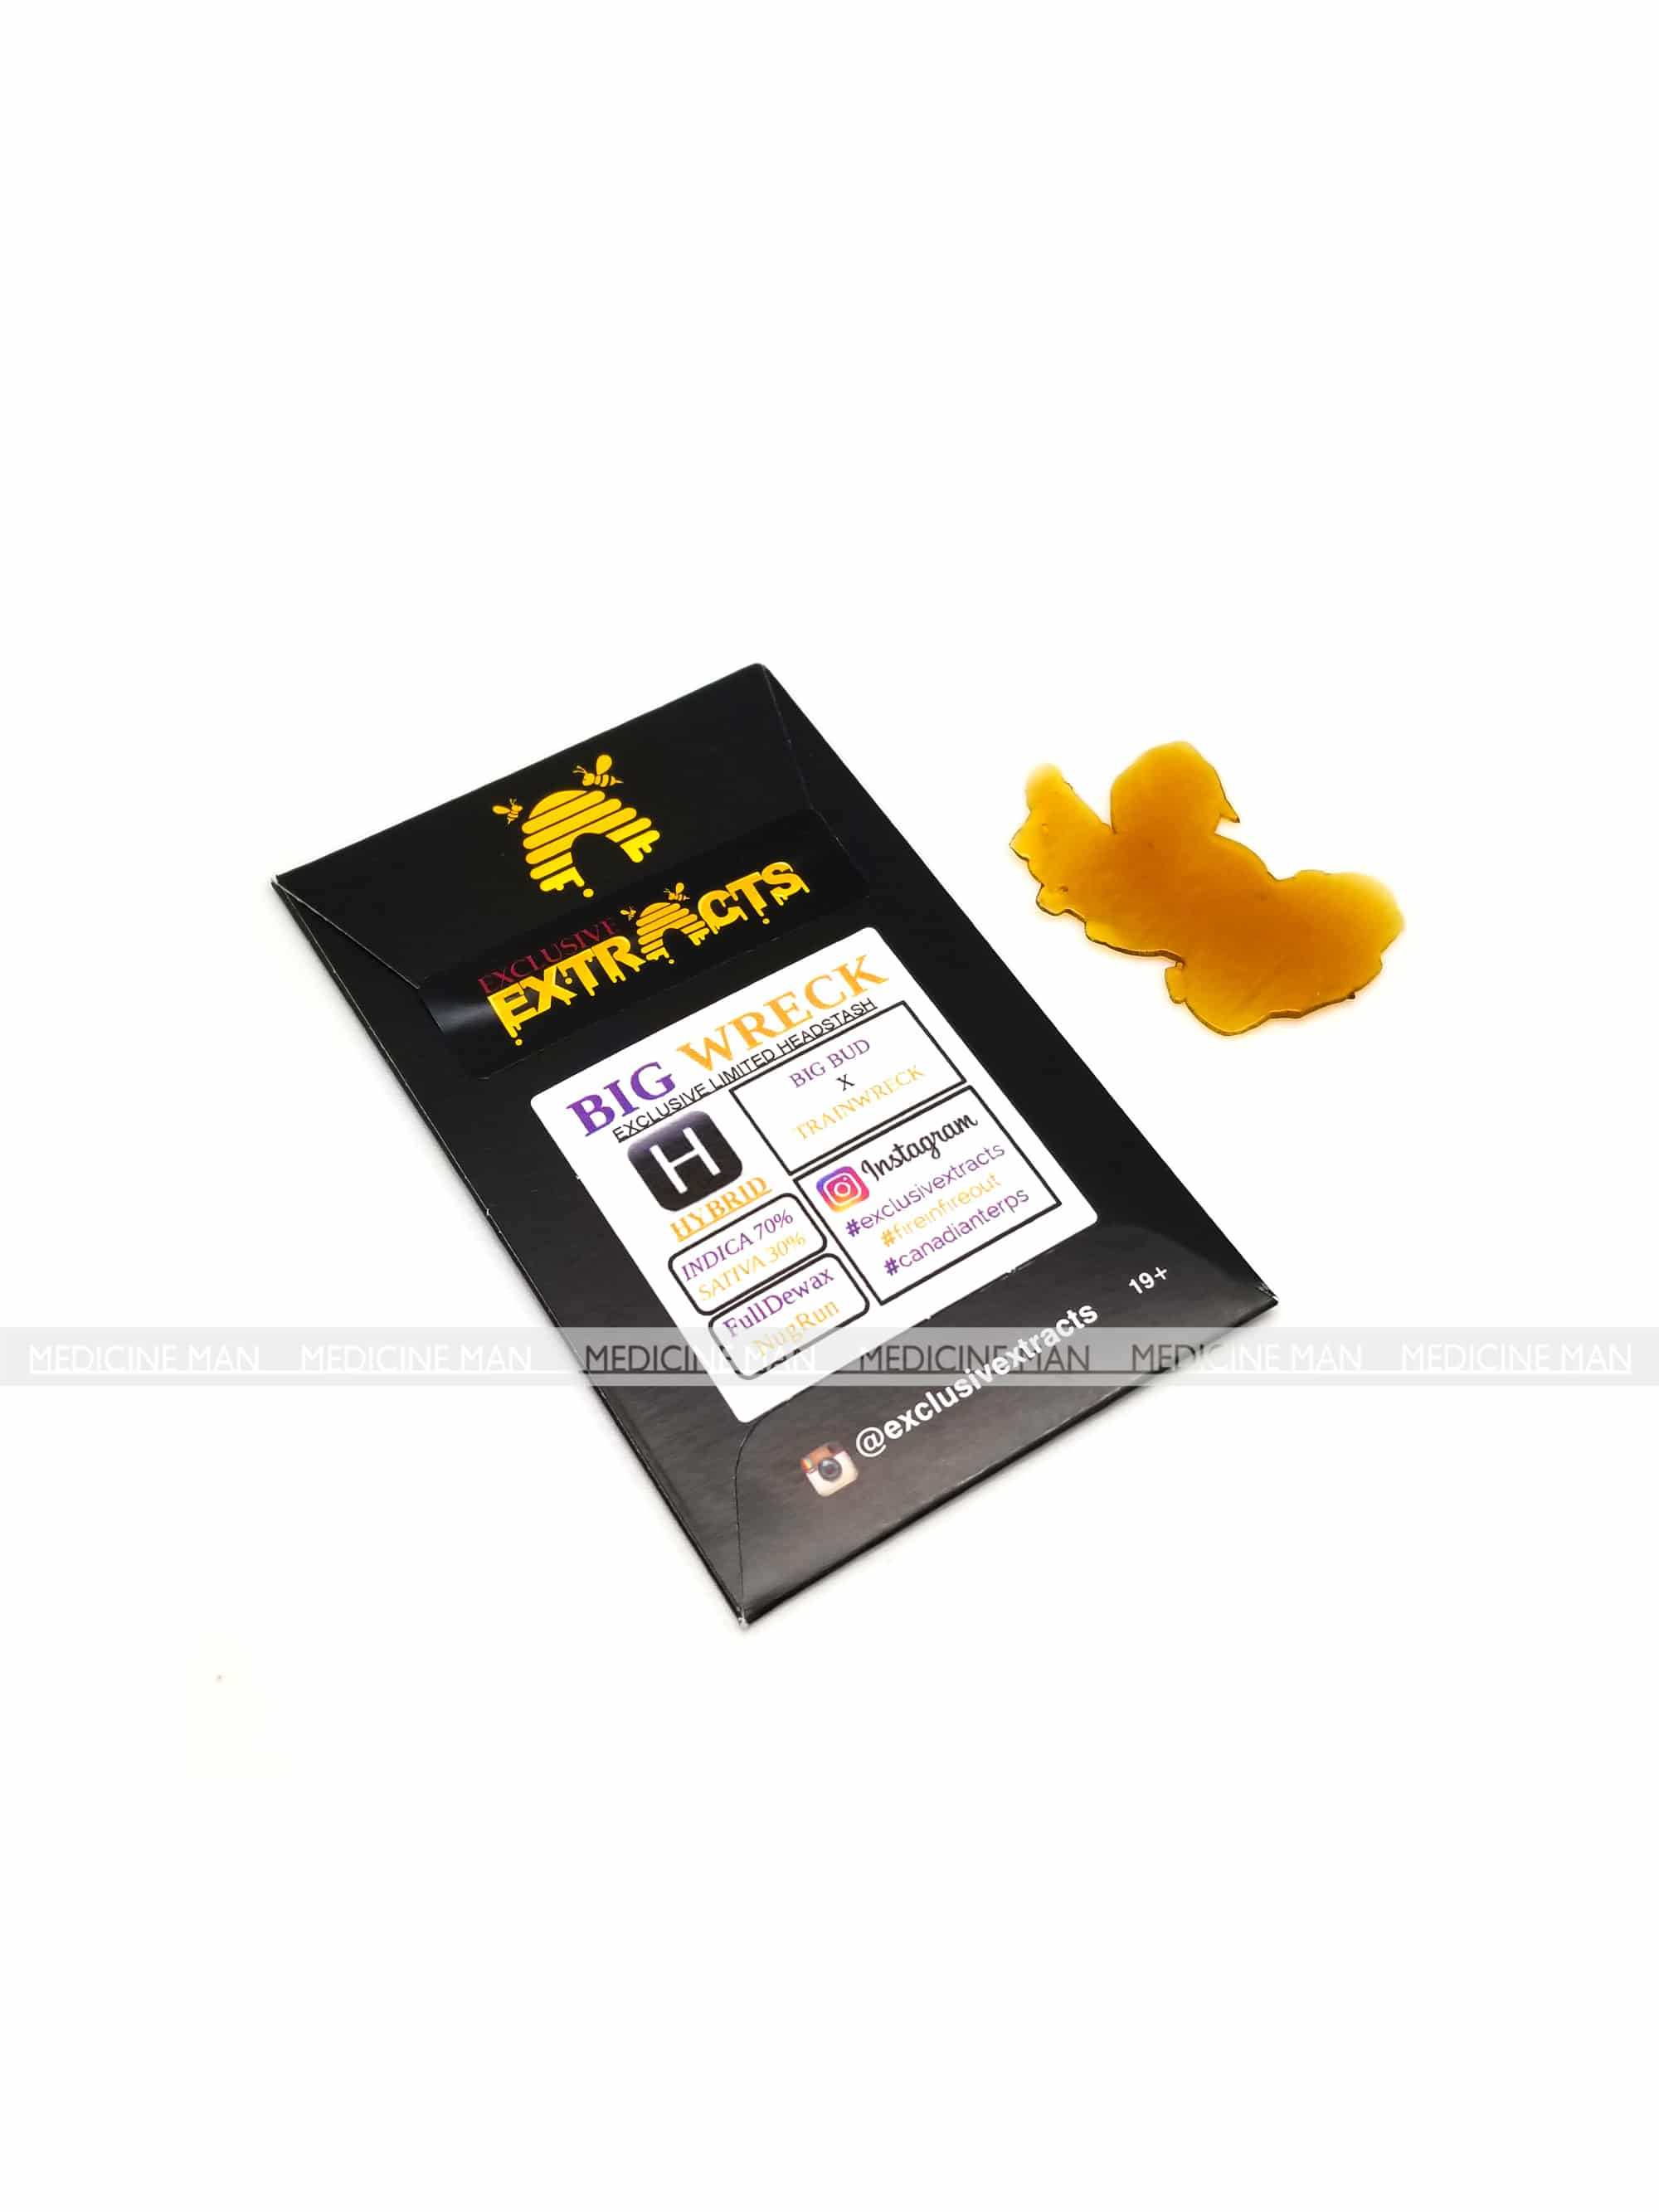 EXCLUSIVE
EXTRACTS
BIG WRECK
EXCLUSIVE LIMITED HEADSTASH
BIG BUD
X
TRAINWRECK
H
HYBRID
INDICA 70%
SATIVA 30%
FullDewax
NugRun
Instagram
#exclusivextracts
#fireinfireout
#canadianterps
@exclusivextracts
19+
MEDICINE MAN MEDICINE MAN MEDICINE MAN MEDICINE MAN MEDICINE MAN MEDICINE MAN